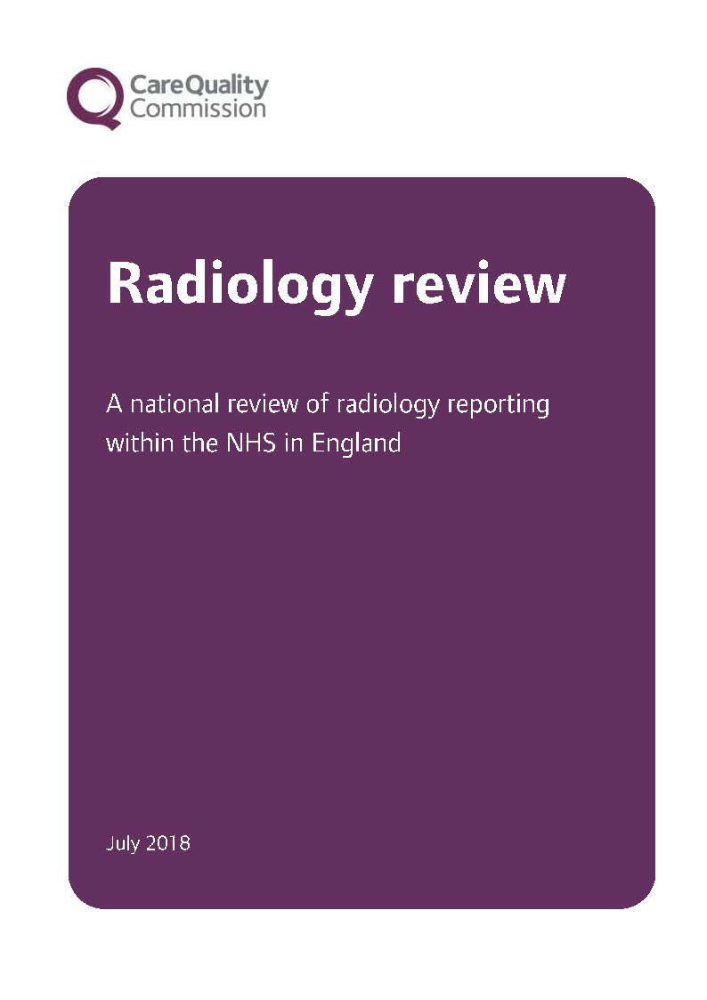 CareQuality
Commission
Radiology review
A national review of radiology reporting
within the NHS in England
July 2018